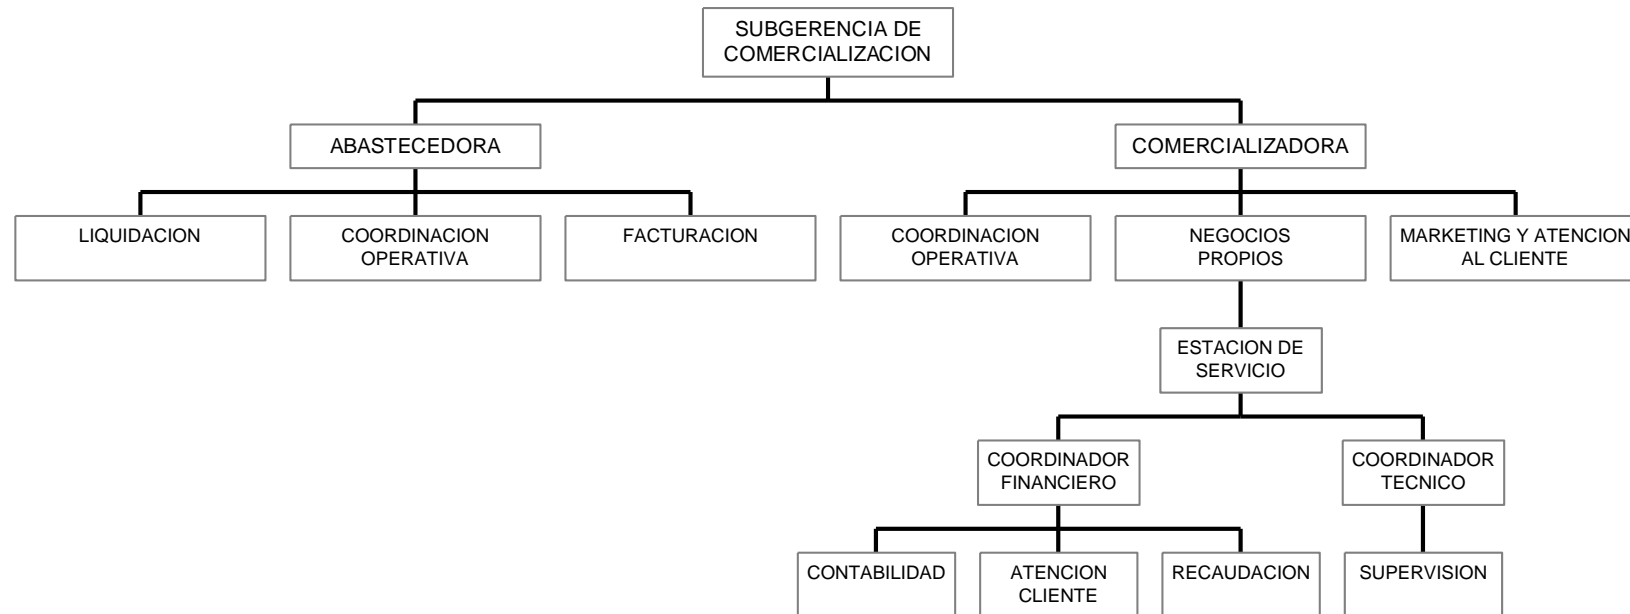 SUBGERENCIA DE
COMERCIALIZACION
ABASTECEDORA
COMERCIALIZADORA
LIQUIDACION
COORDINACION
OPERATIVA
FACTURACION
COORDINACION
OPERATIVA
NEGOCIOS
PROPIOS
MARKETING Y ATENCION
AL CLIENTE
ESTACION DE
SERVICIO
COORDINADOR
FINANCIERO
COORDINADOR
TECNICO
CONTABILIDAD
ATENCION
CLIENTE
RECAUDACION
SUPERVISION